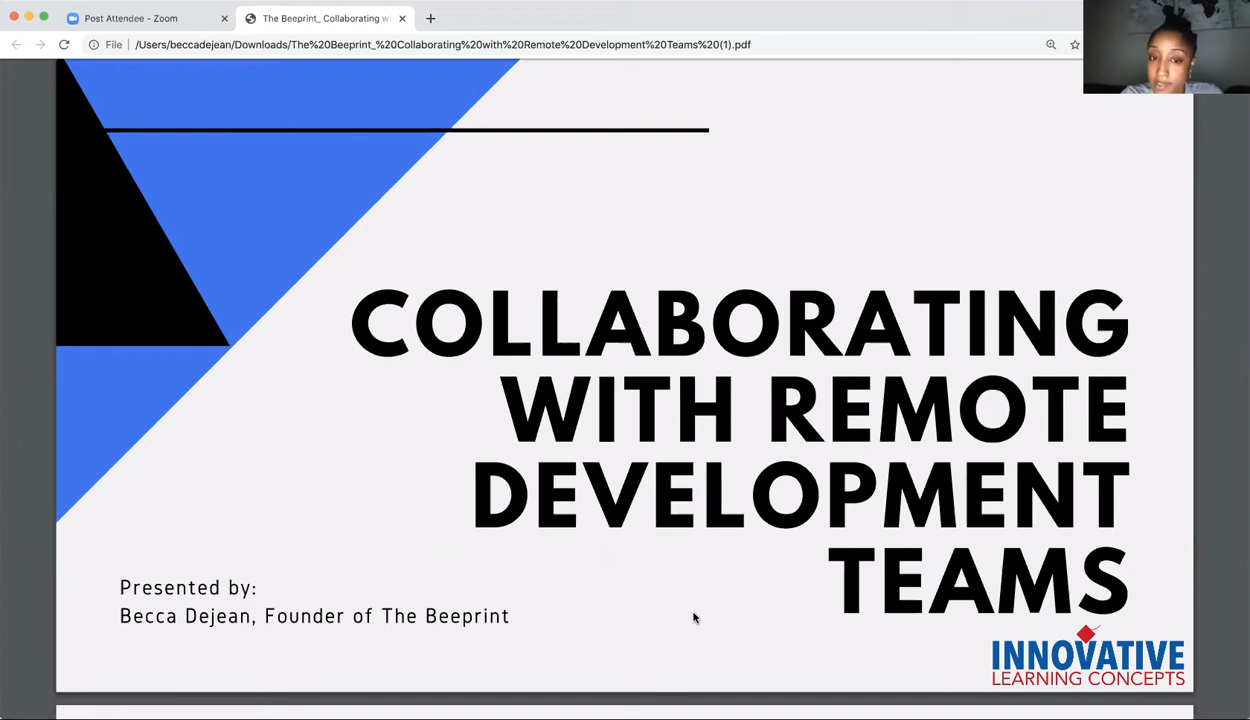 Post Attendee - Zoom
The Beeprint_ Collaborating w
File
/Users/beccadejean/Downloads/The%20Beeprint_%20Collaborating%20with%20Remote%20Development%20Teams%20(1).pdf
COLLABORATING
WITH REMOTE
DEVELOPMENT
TEAMS
Presented by:
Becca Dejean, Founder of The Beeprint
INNOVATIVE
LEARNING CONCEPTS